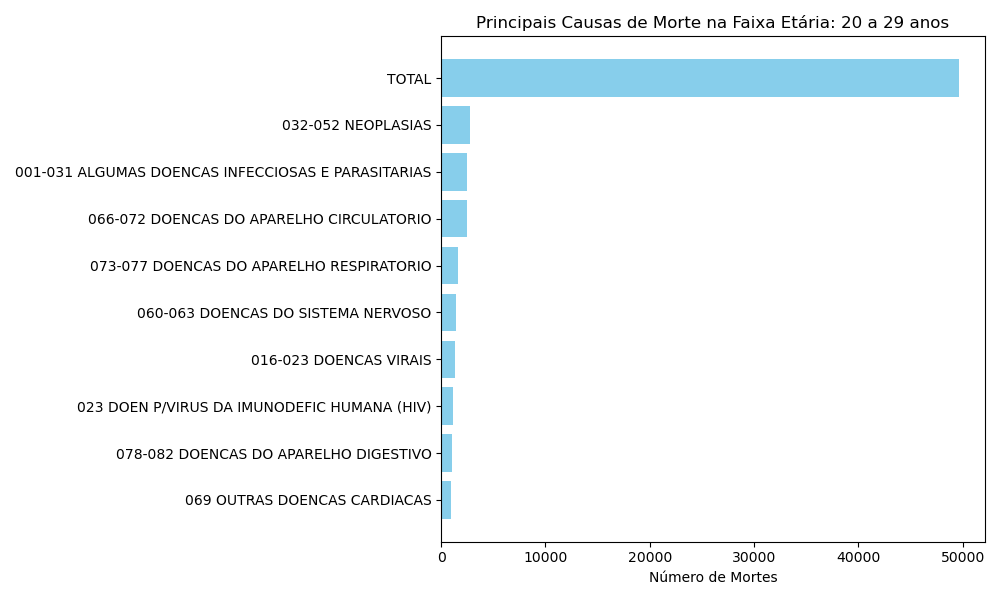 Principais Causas de Morte na Faixa Etária: 20 a 29 anos
TOTAL
032-052 NEOPLASIAS
001-031 ALGUMAS DOENCAS INFECCIOSAS E PARASITARIAS
066-072 DOENCAS DO APARELHO CIRCULATORIO
073-077 DOENCAS DO APARELHO RESPIRATORIO
060-063 DOENCAS DO SISTEMA NERVOSO
016-023 DOENCAS VIRAIS
023 DOEN P/VIRUS DA IMUNODEFIC HUMANA (HIV)
078-082 DOENCAS DO APARELHO DIGESTIVO
069 OUTRAS DOENCAS CARDIACAS
0 10000 20000 30000 40000 50000
Número de Mortes